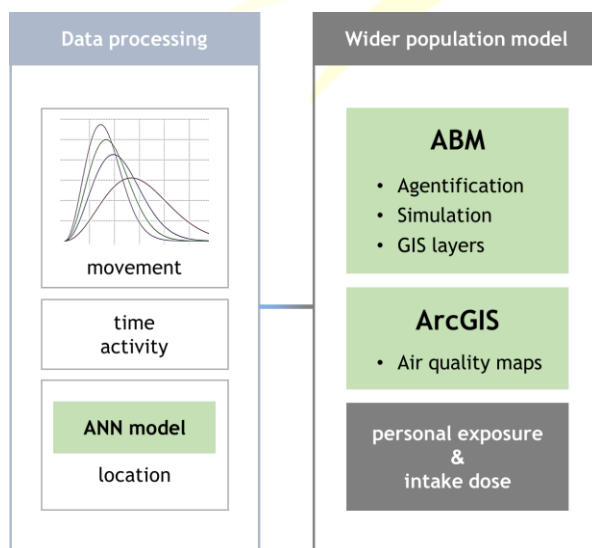 Data processing
movement
time
activity
ANN model
location
Wider population model
ABM
• Agentification
• Simulation
• GIS layers
ArcGIS
• Air quality maps
personal exposure
&
intake dose